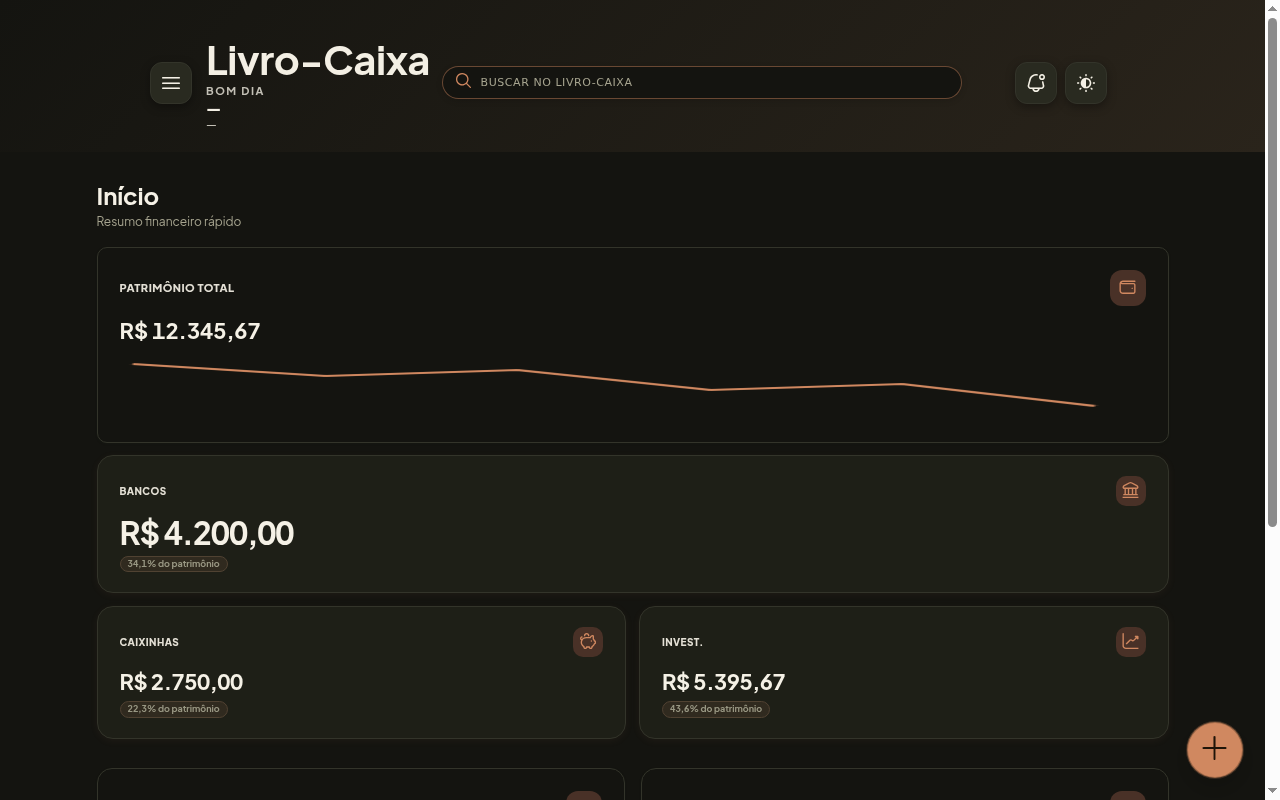 Livro-Caixa
BOM DIA
—
—
BUSCAR NO LIVRO-CAIXA
Início
Resumo financeiro rápido
PATRIMÔNIO TOTAL
R$ 12.345,67
BANCOS
R$ 4.200,00
34,1% do patrimônio
CAIXINHAS
R$ 2.750,00
22,3% do patrimônio
INVEST.
R$ 5.395,67
43,6% do patrimônio